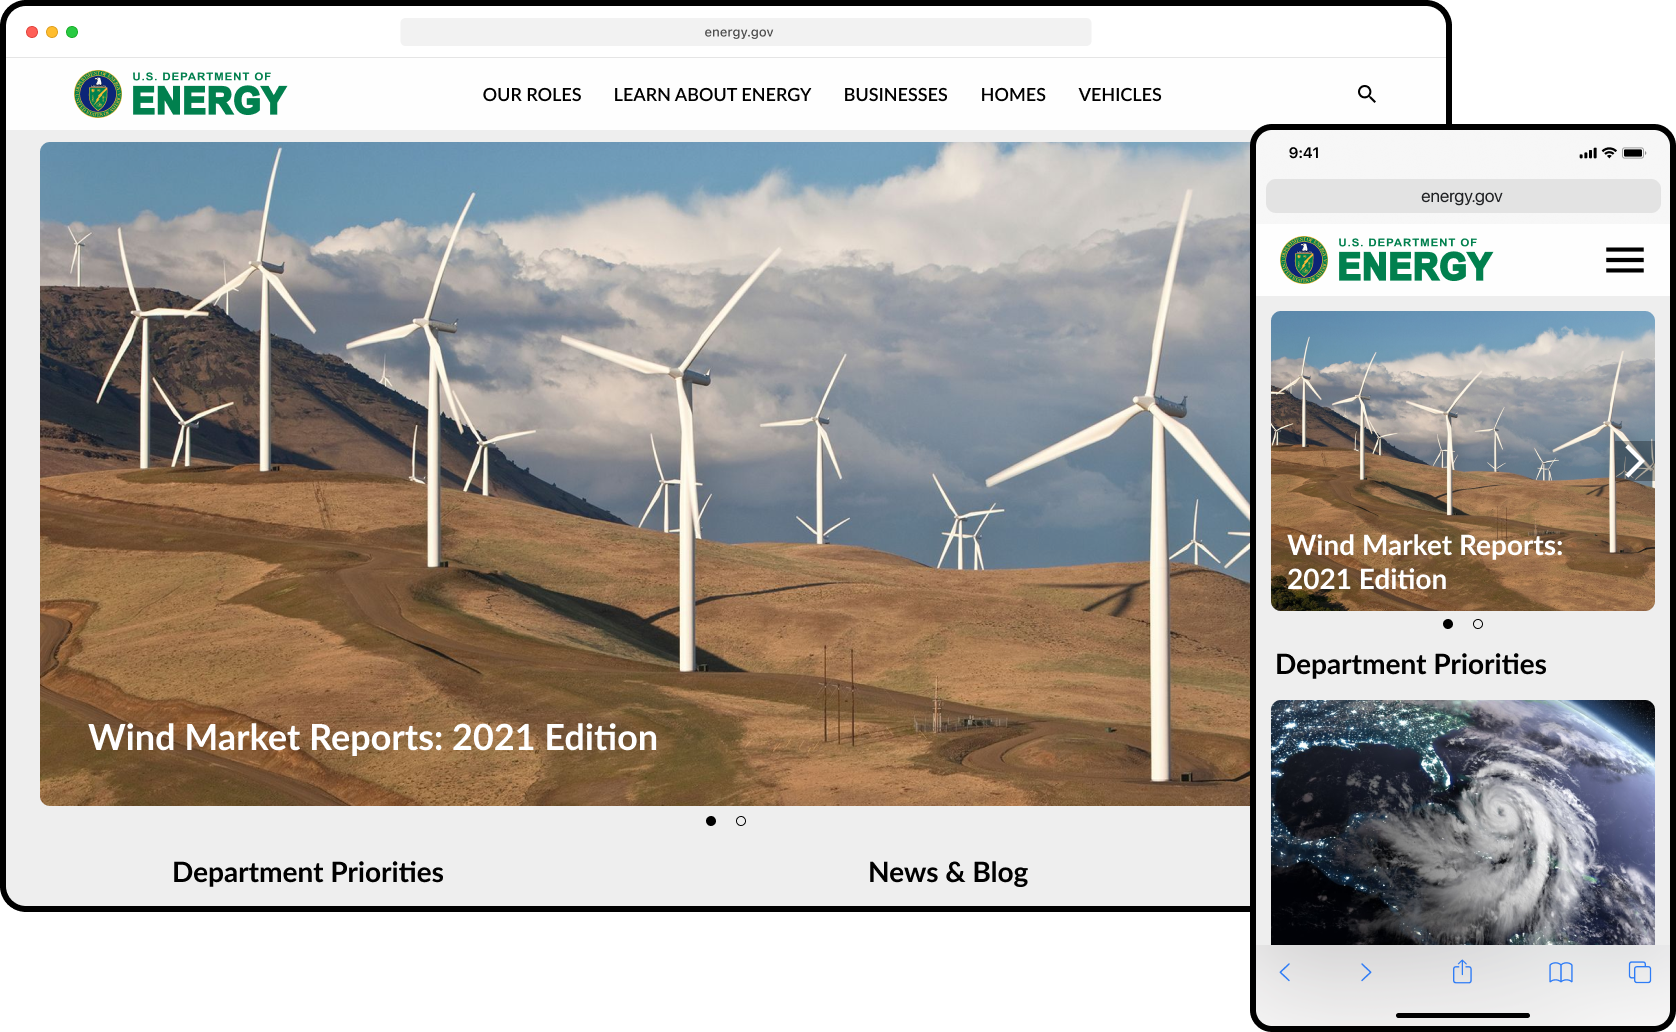 energy.gov
U.S. DEPARTMENT OF
ENERGY
OUR ROLES LEARN ABOUT ENERGY BUSINESSES HOMES VEHICLES
Wind Market Reports: 2021 Edition
Department Priorities
News & Blog
9:41
energy.gov
U.S. DEPARTMENT OF
ENERGY
Wind Market Reports:
2021 Edition
Department Priorities